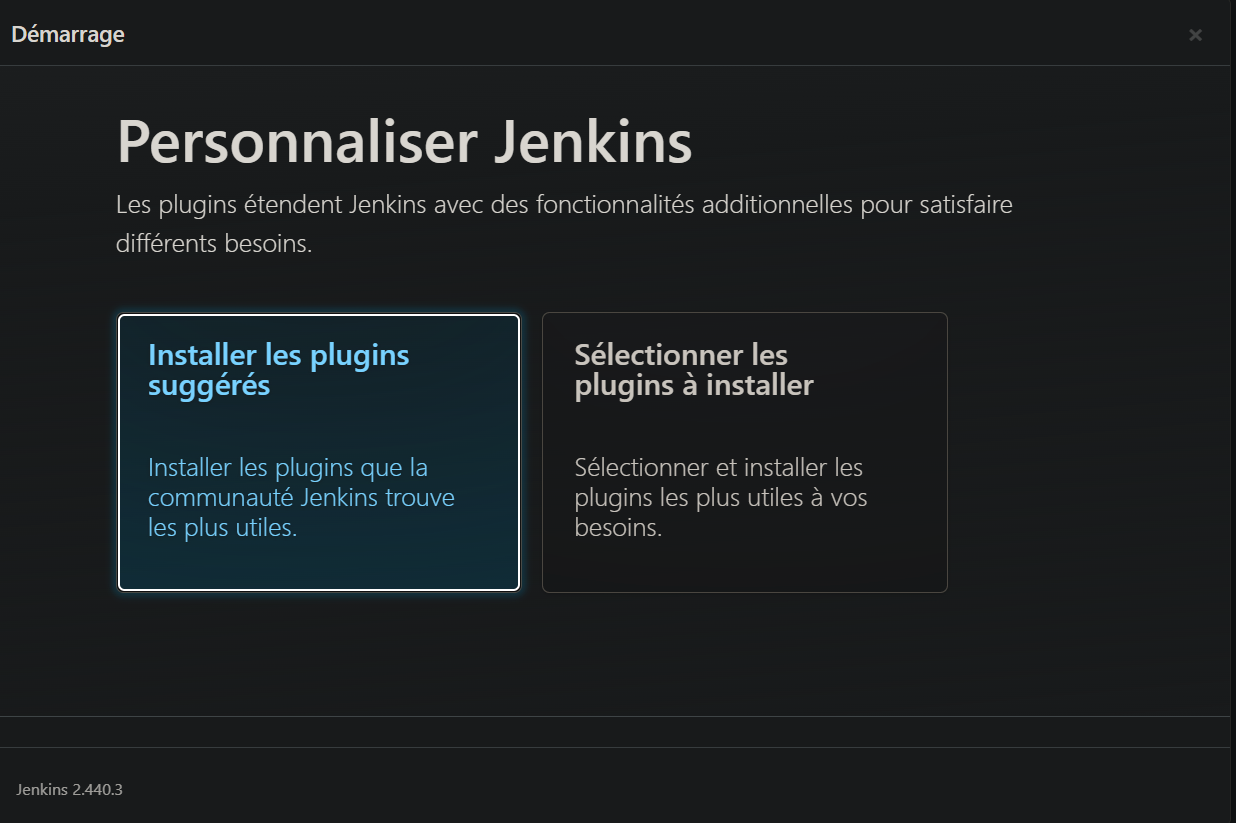 Démarrage
×
Personnaliser Jenkins
Les plugins étendent Jenkins avec des fonctionnalités additionnelles pour satisfaire
différents besoins.
Installer les plugins
suggérés
Installer les plugins que la
communauté Jenkins trouve
les plus utiles.
Sélectionner les
plugins à installer
Sélectionner et installer les
plugins les plus utiles à vos
besoins.
Jenkins 2.440.3